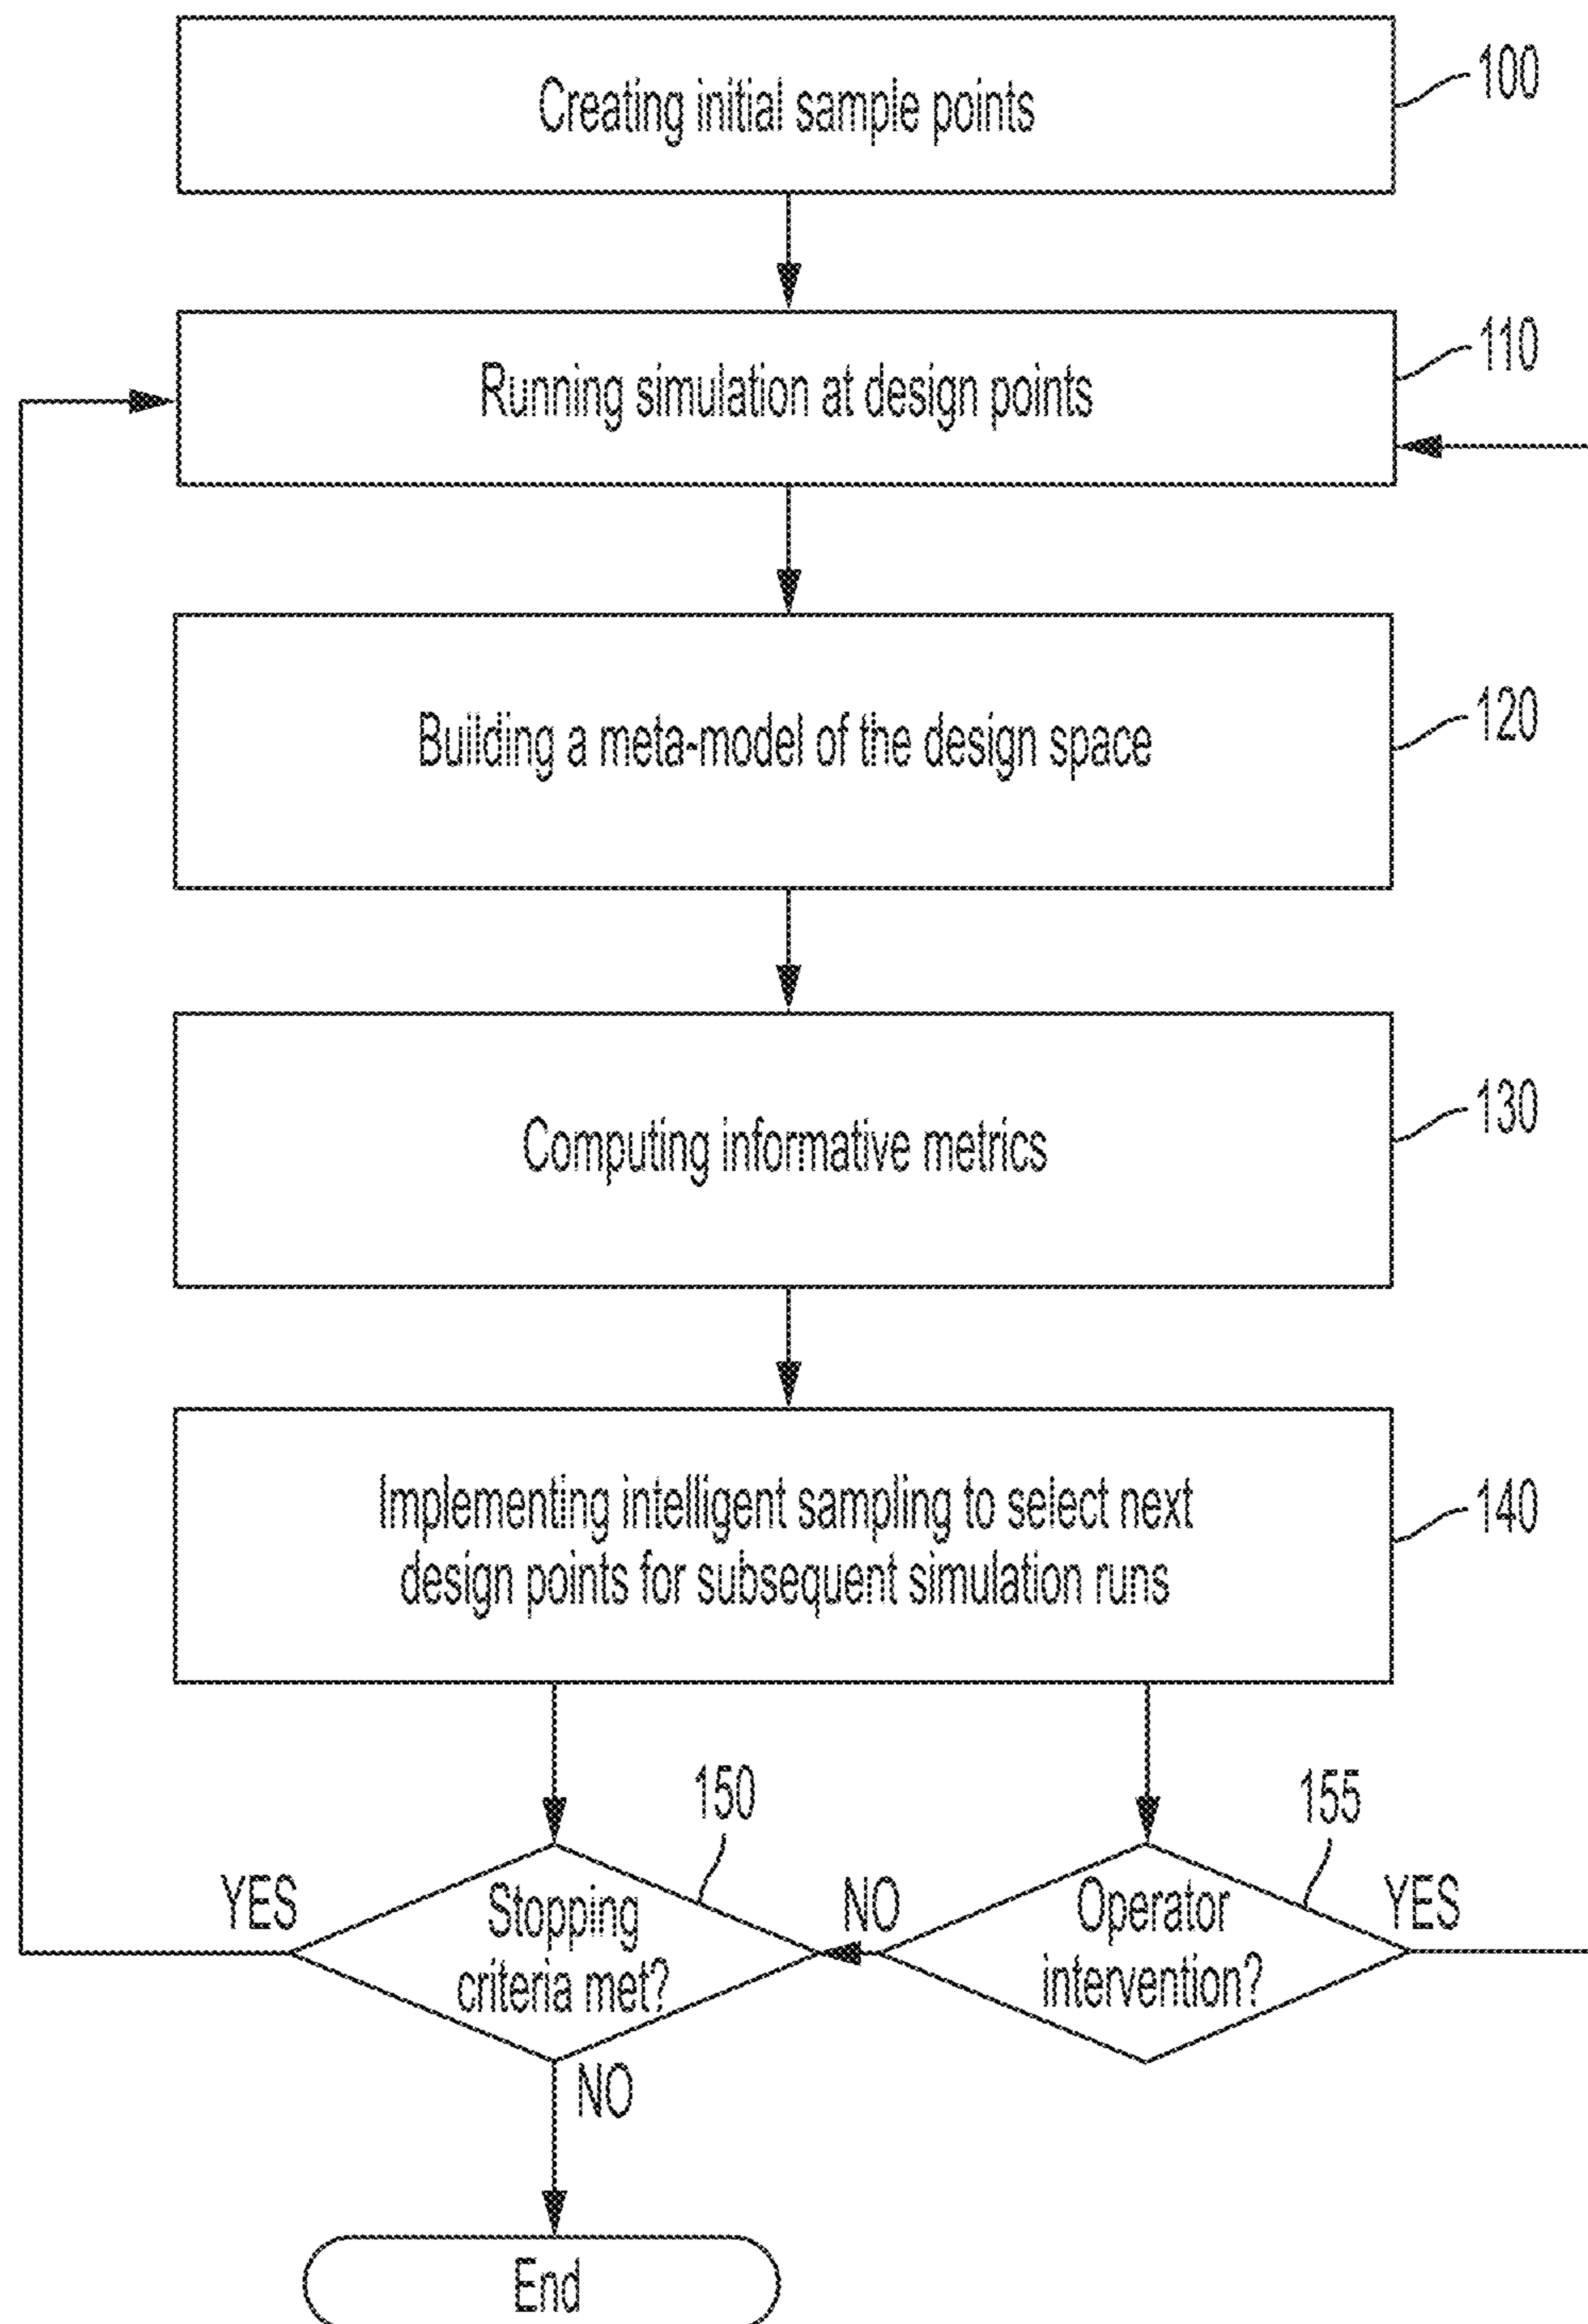 Creating initial sample points
100
Running simulation at design points
110
Building a meta-model of the design space
120
Computing informative metrics
130
Implementing intelligent sampling to select next
design points for subsequent simulation runs
140
150
155
YES
Stopping
criteria met?
NO
Operator
intervention?
YES
NO
End